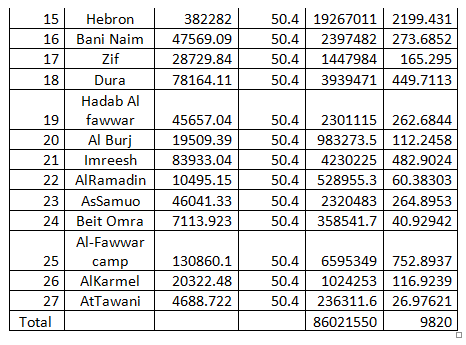 15 Hebron 382282 50.4 19267011 2199.431
16 Bani Naim 47569.09 50.4 2397482 273.6852
17 Zif 28729.84 50.4 1447984 165.295
18 Dura 78164.11 50.4 3939471 449.7113
Hadab Al
19 fawwar 45657.04 50.4 2301115 262.6844
20 Al Burj 19509.39 50.4 983273.5 112.2458
21 Imreesh 83933.04 50.4 4230225 482.9024
22 AlRamadin 10495.15 50.4 528955.3 60.38303
23 AsSamuo 46041.33 50.4 2320483 264.8953
24 Beit Omra 7113.923 50.4 358541.7 40.92942
Al-Fawwar
25 camp 130860.1 50.4 6595349 752.8937
26 AlKarmel 20322.48 50.4 1024253 116.9239
27 AtTawani 4688.722 50.4 236311.6 26.97621
Total 86021550 9820